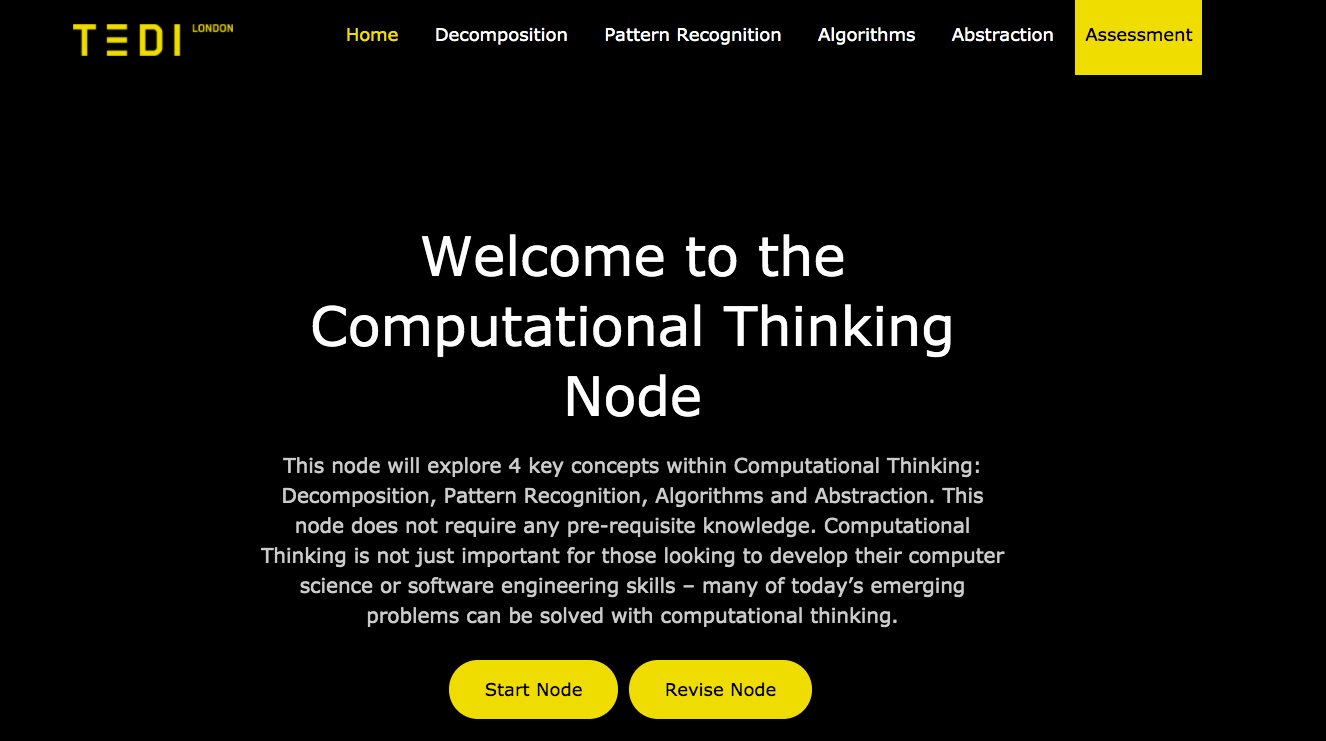 TEDI LONDON
Home Decomposition Pattern Recognition Algorithms Abstraction Assessment
Welcome to the
Computational Thinking
Node
This node will explore 4 key concepts within Computational Thinking:
Decomposition, Pattern Recognition, Algorithms and Abstraction. This
node does not require any pre-requisite knowledge. Computational
Thinking is not just important for those looking to develop their computer
science or software engineering skills – many of today’s emerging
problems can be solved with computational thinking.
Start Node Revise Node